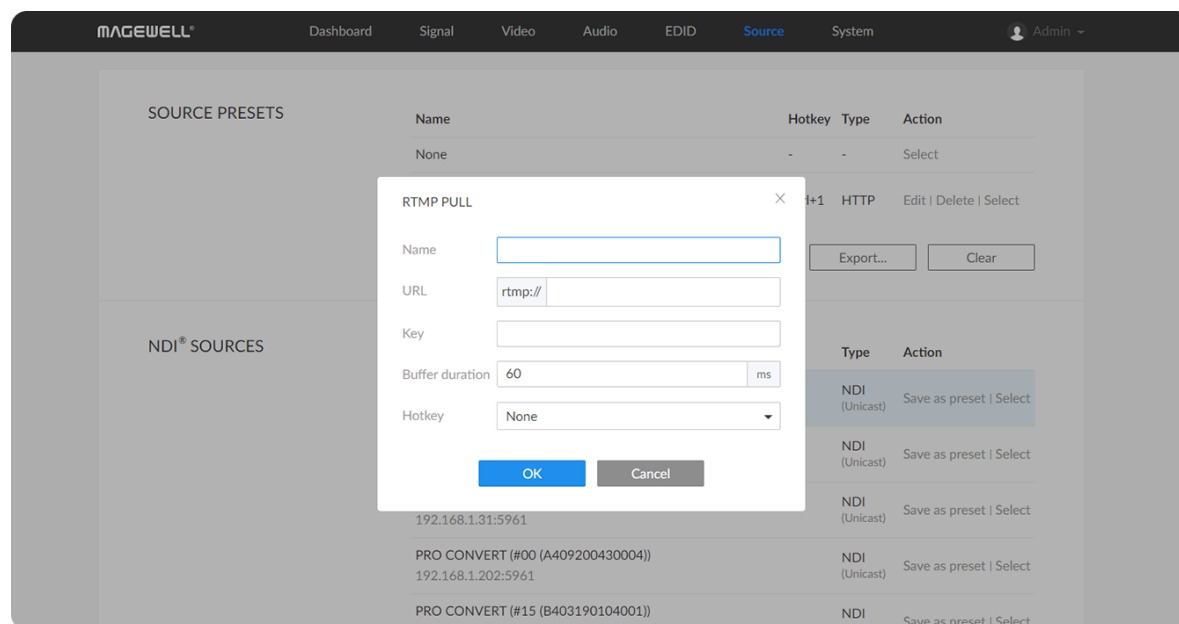 MAGEWELL® Dashboard Signal Video Audio EDID Source System Admin
SOURCE PRESETS
Name Hotkey Type Action
None - - Select
+1 HTTP Edit | Delete | Select
Export... Clear
RTMP PULL
Name
URL rtmp://
Key
Buffer duration 60 ms
Hotkey None
OK Cancel
NDI® SOURCES
Type Action
NDI Save as preset | Select
(Unicast)
NDI Save as preset | Select
(Unicast)
NDI Save as preset | Select
192.168.1.31:5961 (Unicast)
PRO CONVERT (#00 (A409200430004)) NDI Save as preset | Select
192.168.1.202:5961 (Unicast)
PRO CONVERT (#15 (B403190104001)) NDI Save as preset | Select